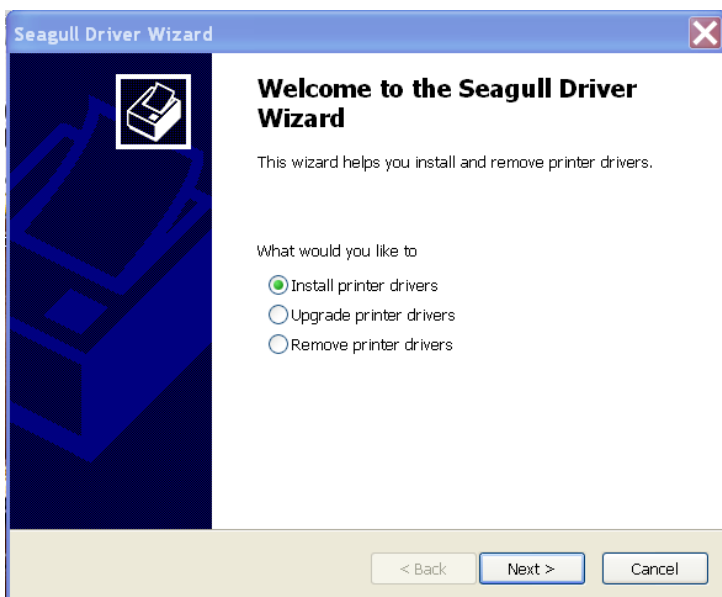 Seagull Driver Wizard
Welcome to the Seagull Driver
Wizard
This wizard helps you install and remove printer drivers.
What would you like to
Install printer drivers
Upgrade printer drivers
Remove printer drivers
< Back Next > Cancel